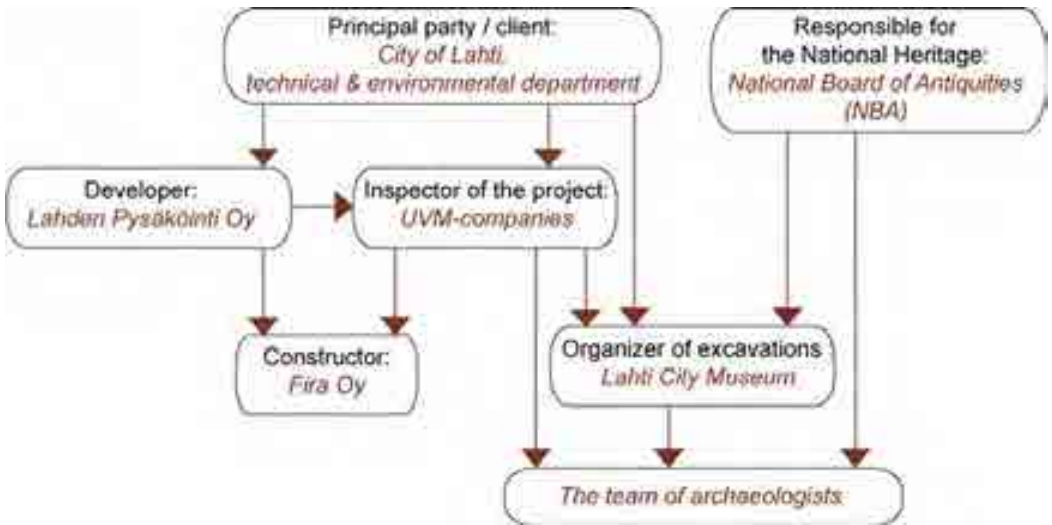 Principal party / client:
City of Lahti,
technical & environmental department
Responsible for
the National Heritage:
National Board of Antiquities
(NBA)
Developer:
Lahden Pysäköinti Oy
Inspector of the project:
UVM-companies
Constructor:
Fira Oy
Organizer of excavations
Lahti City Museum
The team of archaeologists